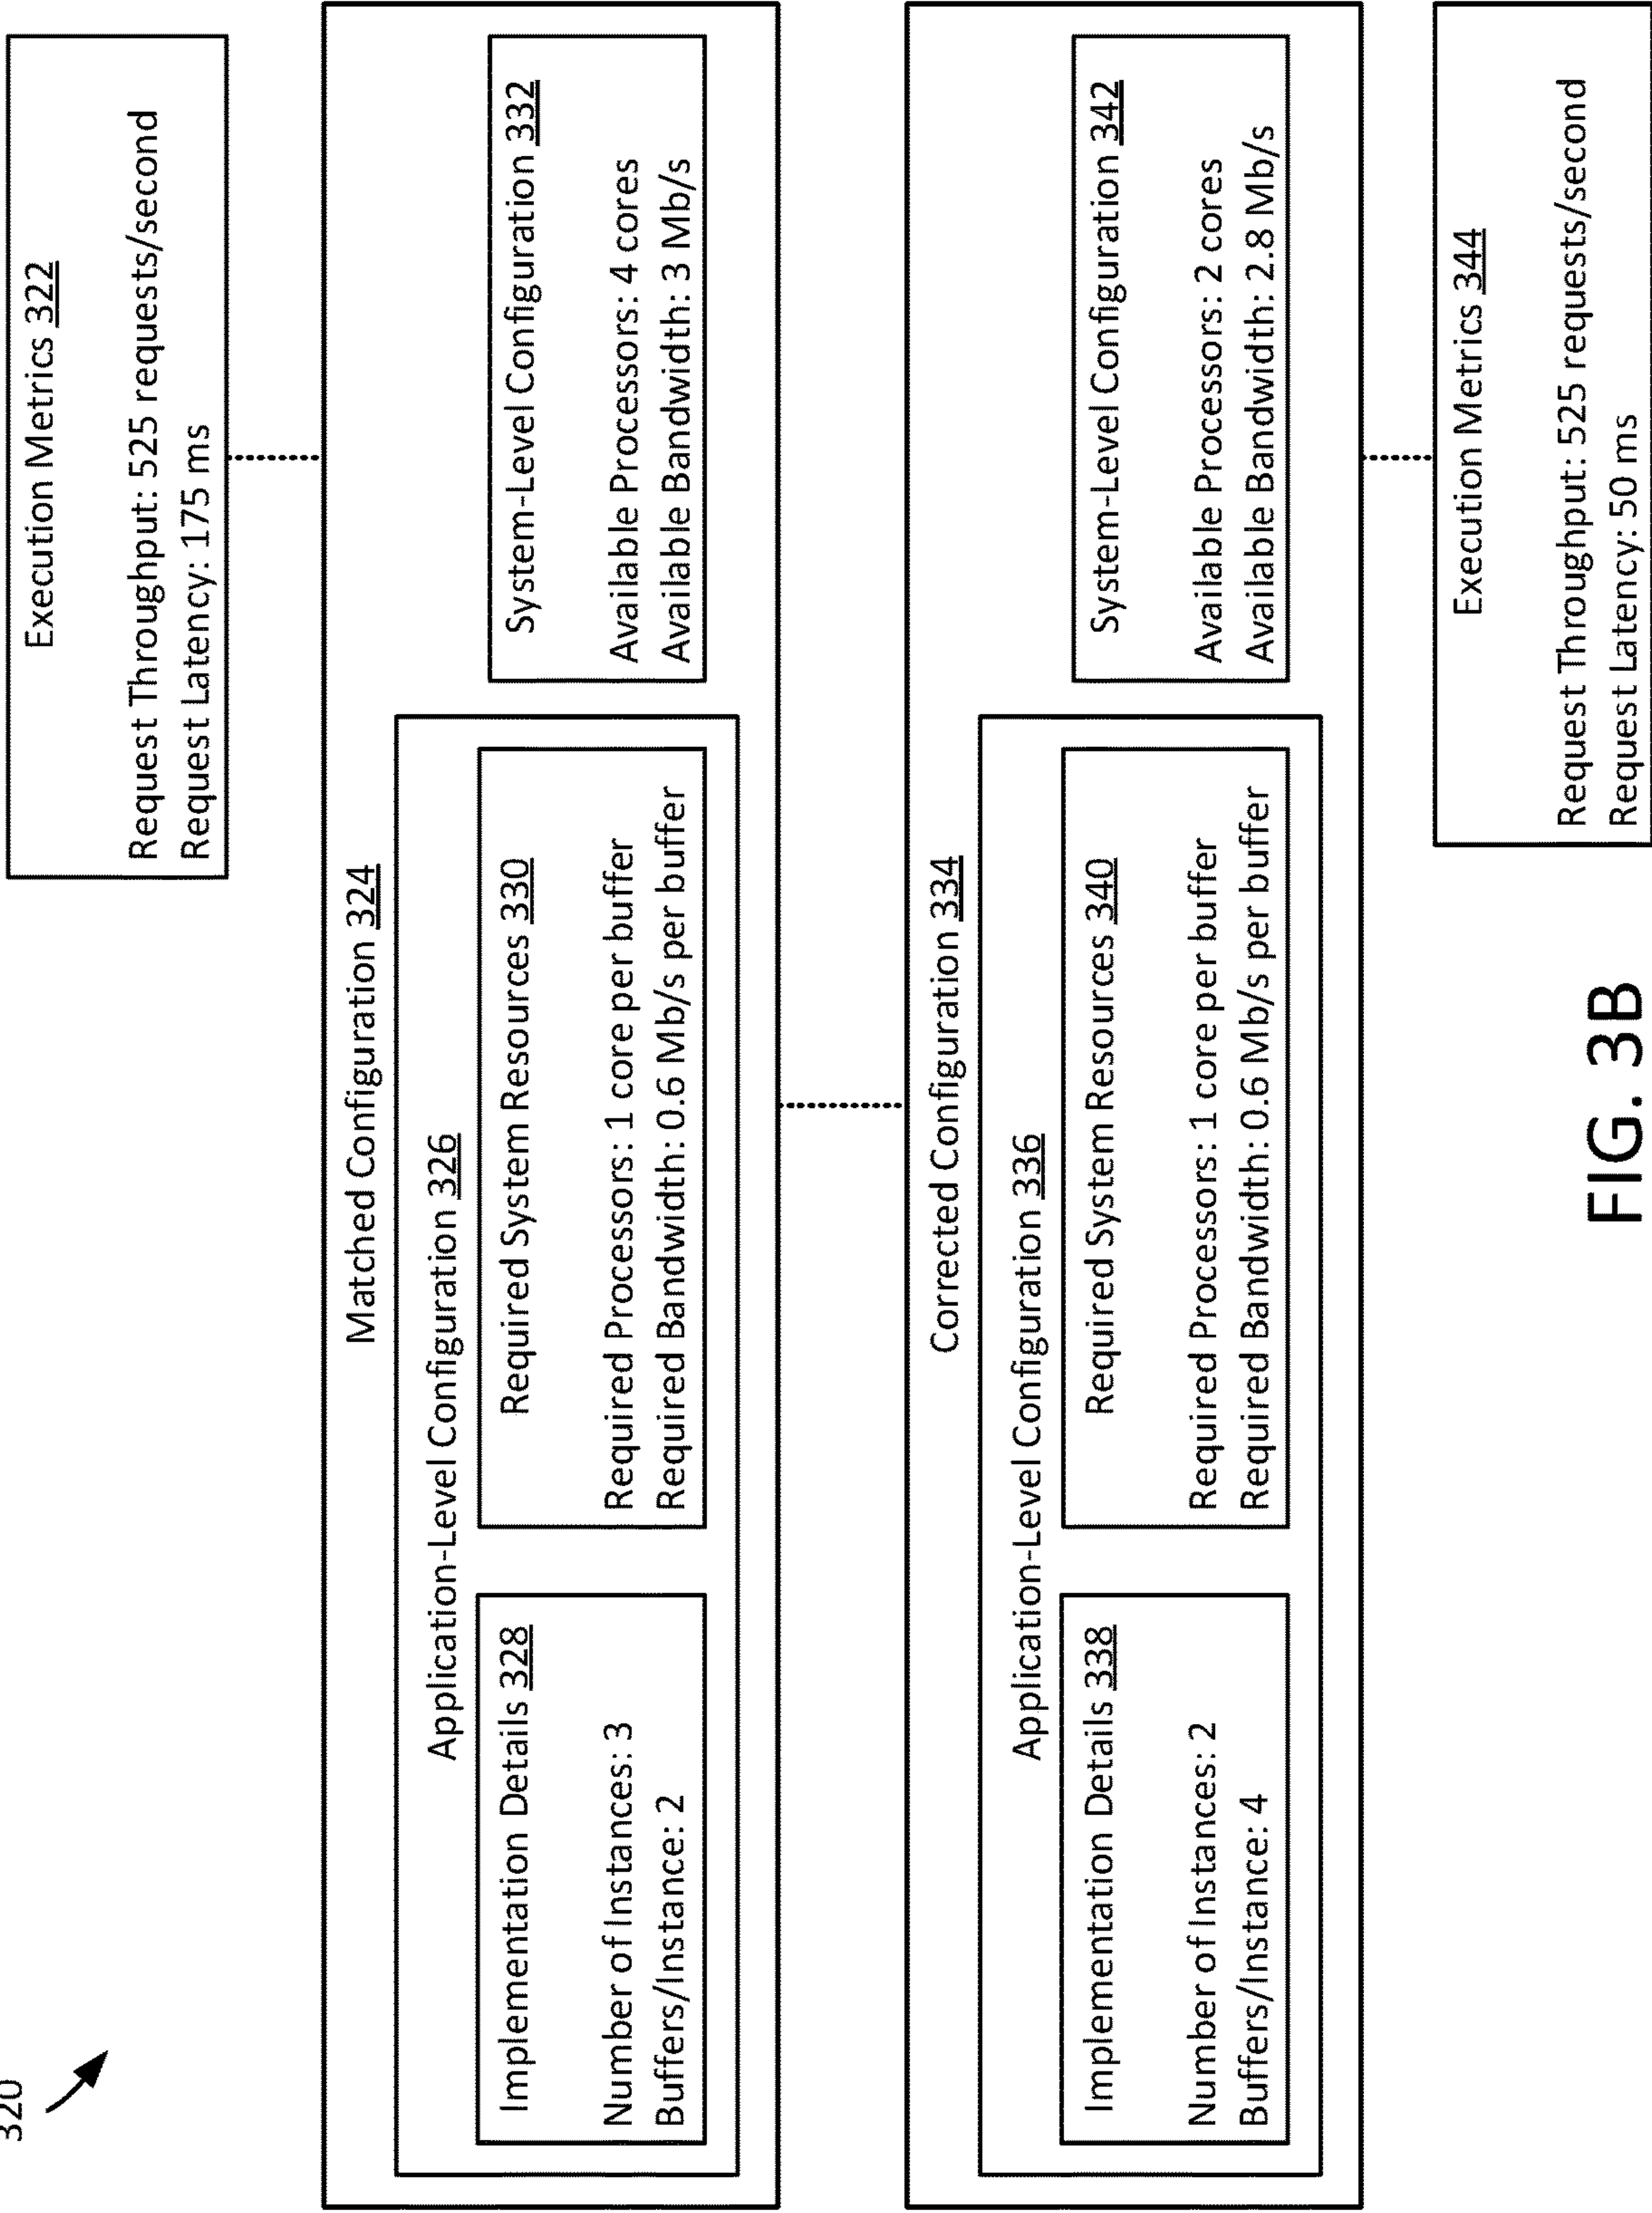 320
Execution Metrics 322
Request Throughput: 525 requests/second
Request Latency: 175 ms
Matched Configuration 324
Application-Level Configuration 326
Implementation Details 328
Number of Instances: 3
Buffers/Instance: 2
Required System Resources 330
Required Processors: 1 core per buffer
Required Bandwidth: 0.6 Mb/s per buffer
System-Level Configuration 332
Available Processors: 4 cores
Available Bandwidth: 3 Mb/s
Corrected Configuration 334
Application-Level Configuration 336
Implementation Details 338
Number of Instances: 2
Buffers/Instance: 4
Required System Resources 340
Required Processors: 1 core per buffer
Required Bandwidth: 0.6 Mb/s per buffer
System-Level Configuration 342
Available Processors: 2 cores
Available Bandwidth: 2.8 Mb/s
Execution Metrics 344
Request Throughput: 525 requests/second
Request Latency: 50 ms
FIG. 3B